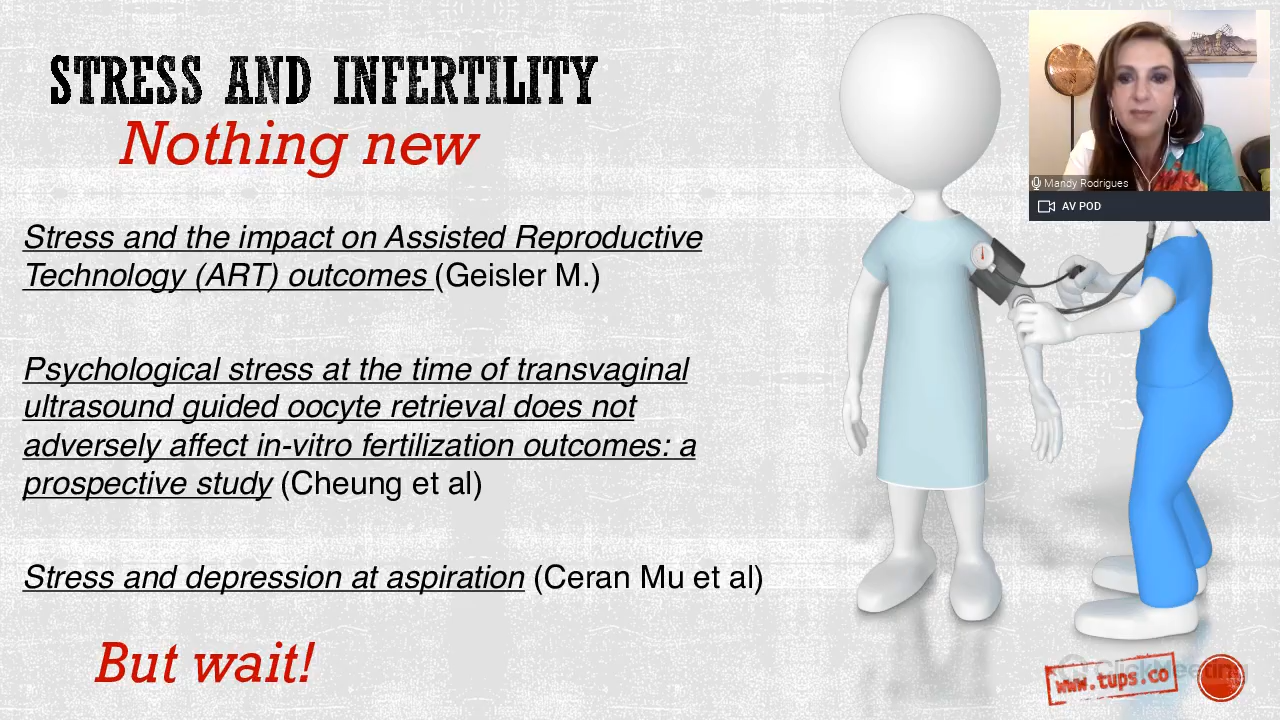 STRESS AND INFERTILITY
Nothing new
Stress and the impact on Assisted Reproductive
Technology (ART) outcomes (Geisler M.)
Psychological stress at the time of transvaginal
ultrasound guided oocyte retrieval does not
adversely affect in-vitro fertilization outcomes: a
prospective study (Cheung et al)
Stress and depression at aspiration (Ceran Mu et al)
But wait!
Mandy Rodrigues
AV POD
ClickMeeting
www.tups.co